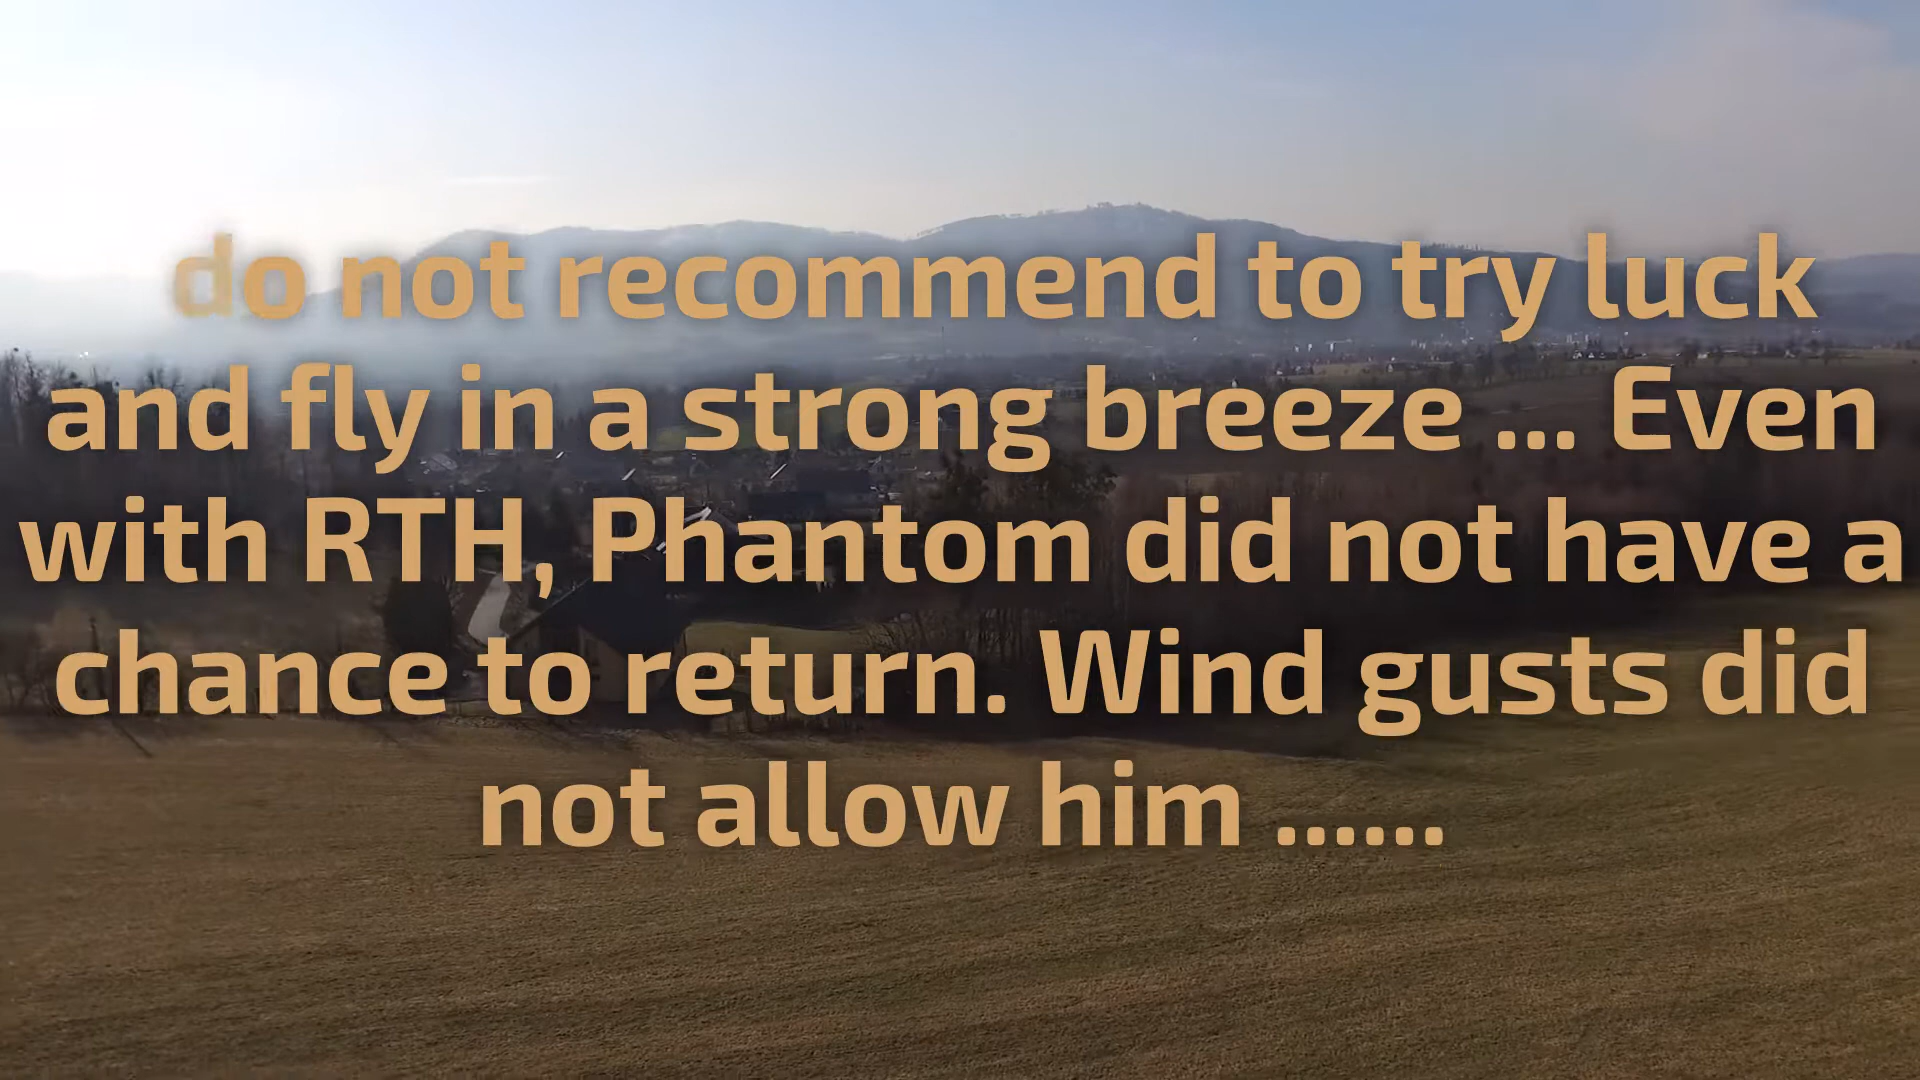 do not recommend to try luck
and fly in a strong breeze ... Even
with RTH, Phantom did not have a
chance to return. Wind gusts did
not allow him ......